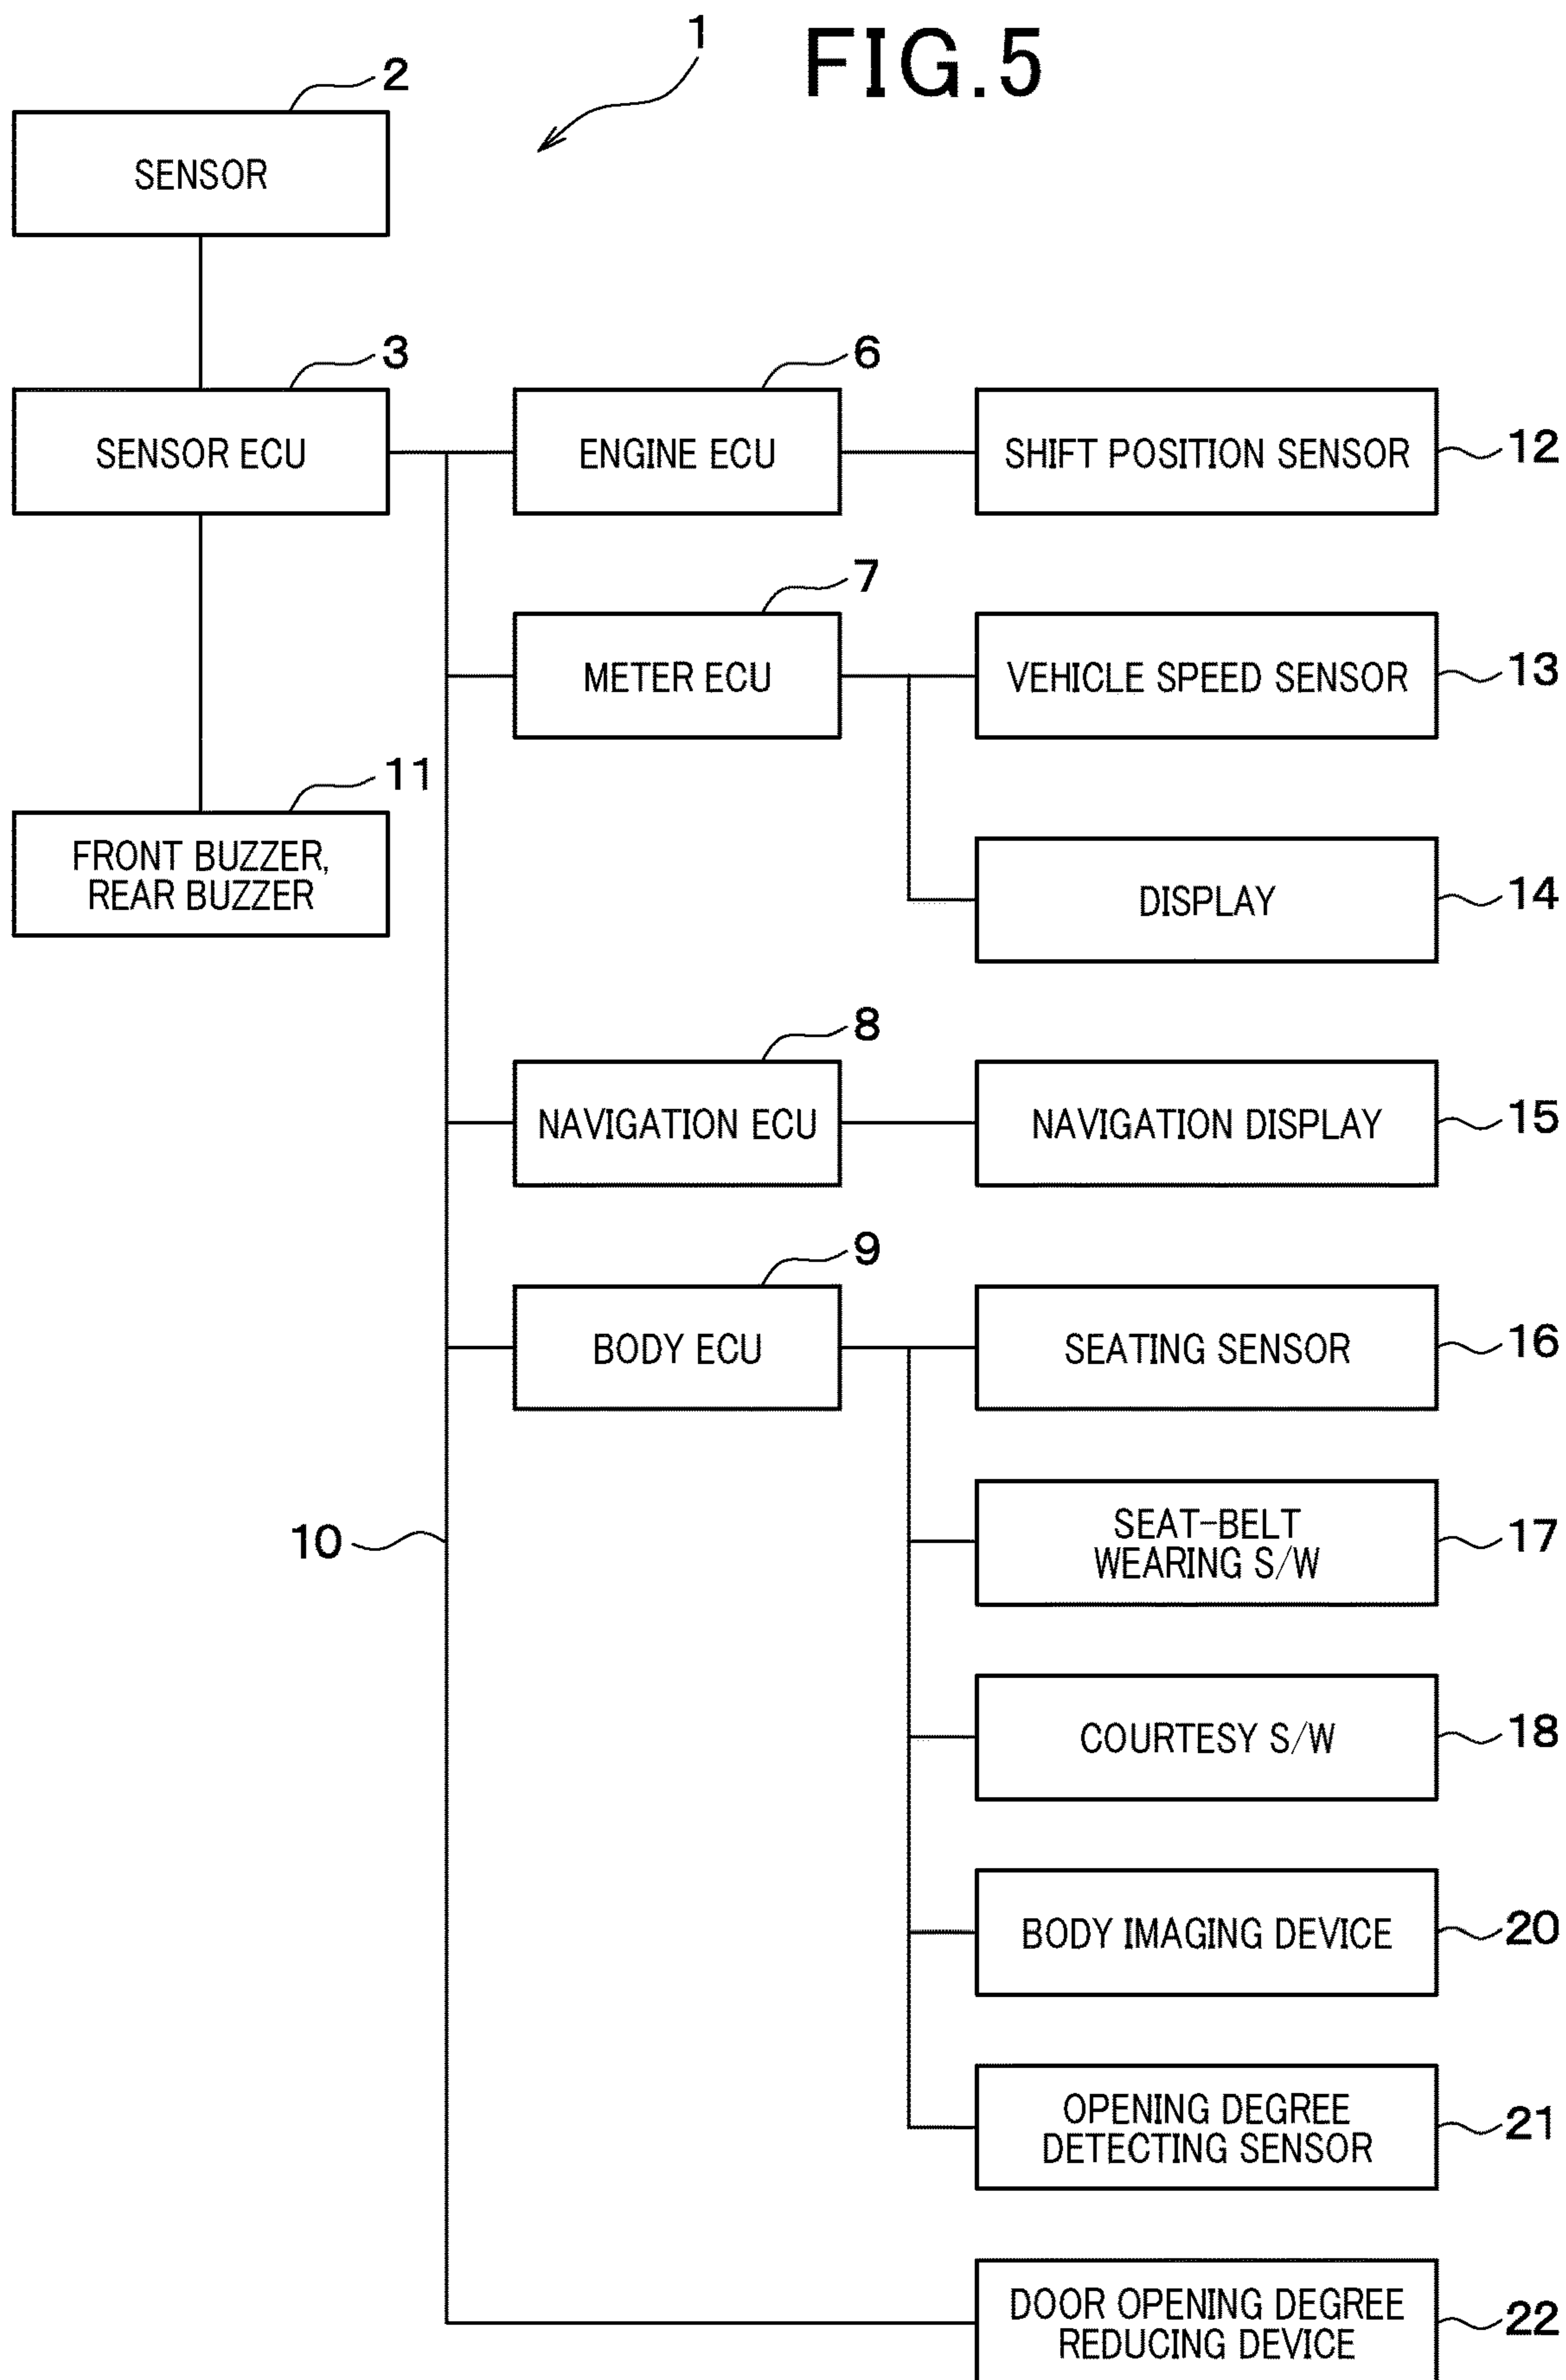 FIG.5
1
2
SENSOR
3
SENSOR ECU
11
FRONT BUZZER,
REAR BUZZER
10
6
ENGINE ECU
SHIFT POSITION SENSOR
12
7
METER ECU
VEHICLE SPEED SENSOR
13
DISPLAY
14
8
NAVIGATION ECU
NAVIGATION DISPLAY
15
9
BODY ECU
SEATING SENSOR
16
SEAT-BELT
WEARING S/W
17
COURTESY S/W
18
BODY IMAGING DEVICE
20
OPENING DEGREE
DETECTING SENSOR
21
DOOR OPENING DEGREE
REDUCING DEVICE
22